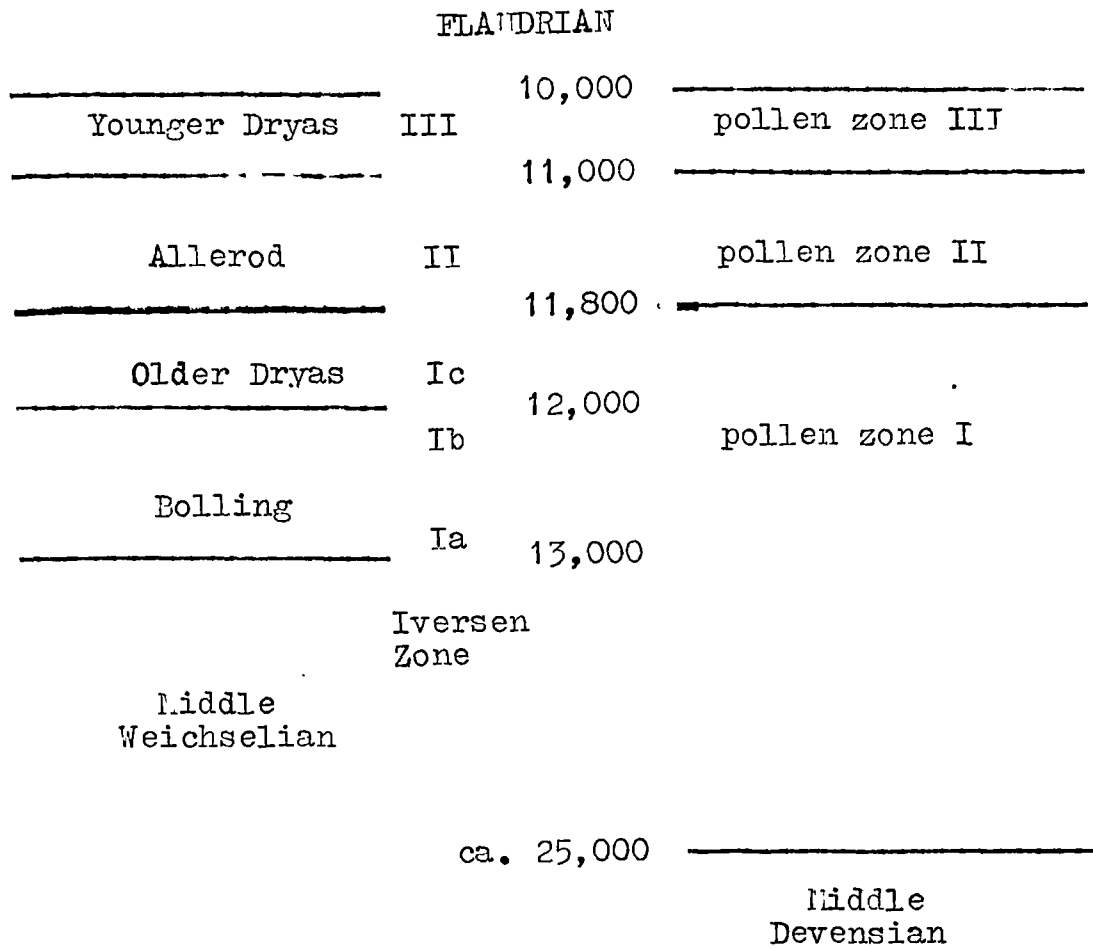 FLANDRIAN
10,000
Younger Dryas III pollen zone III
11,000
Allerod II pollen zone II
11,800
Older Dryas Ic
12,000
Ib pollen zone I
Bolling
Ia 13,000
Iversen
Zone
Middle
Weichselian
ca. 25,000
Middle
Devensian